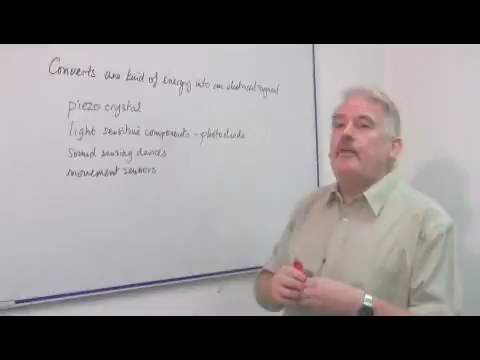 Converts one kind of energy into an electrical signal
piezo crystal
light sensitive components - photodiode
sound sensing devices
movement sensors